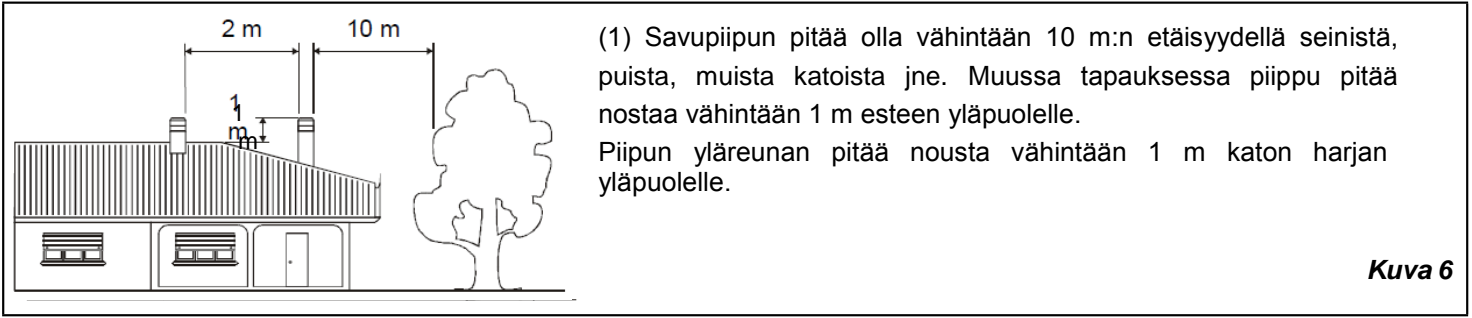 2 m
10 m
1 m
(1) Savupiipun pitää olla vähintään 10 m:n etäisyydellä seinistä,
puista, muista katoista jne. Muussa tapauksessa piippu pitää
nostaa vähintään 1 m esteen yläpuolelle.
Piipun yläreunan pitää nousta vähintään 1 m katon harjan
yläpuolelle.
Kuva 6